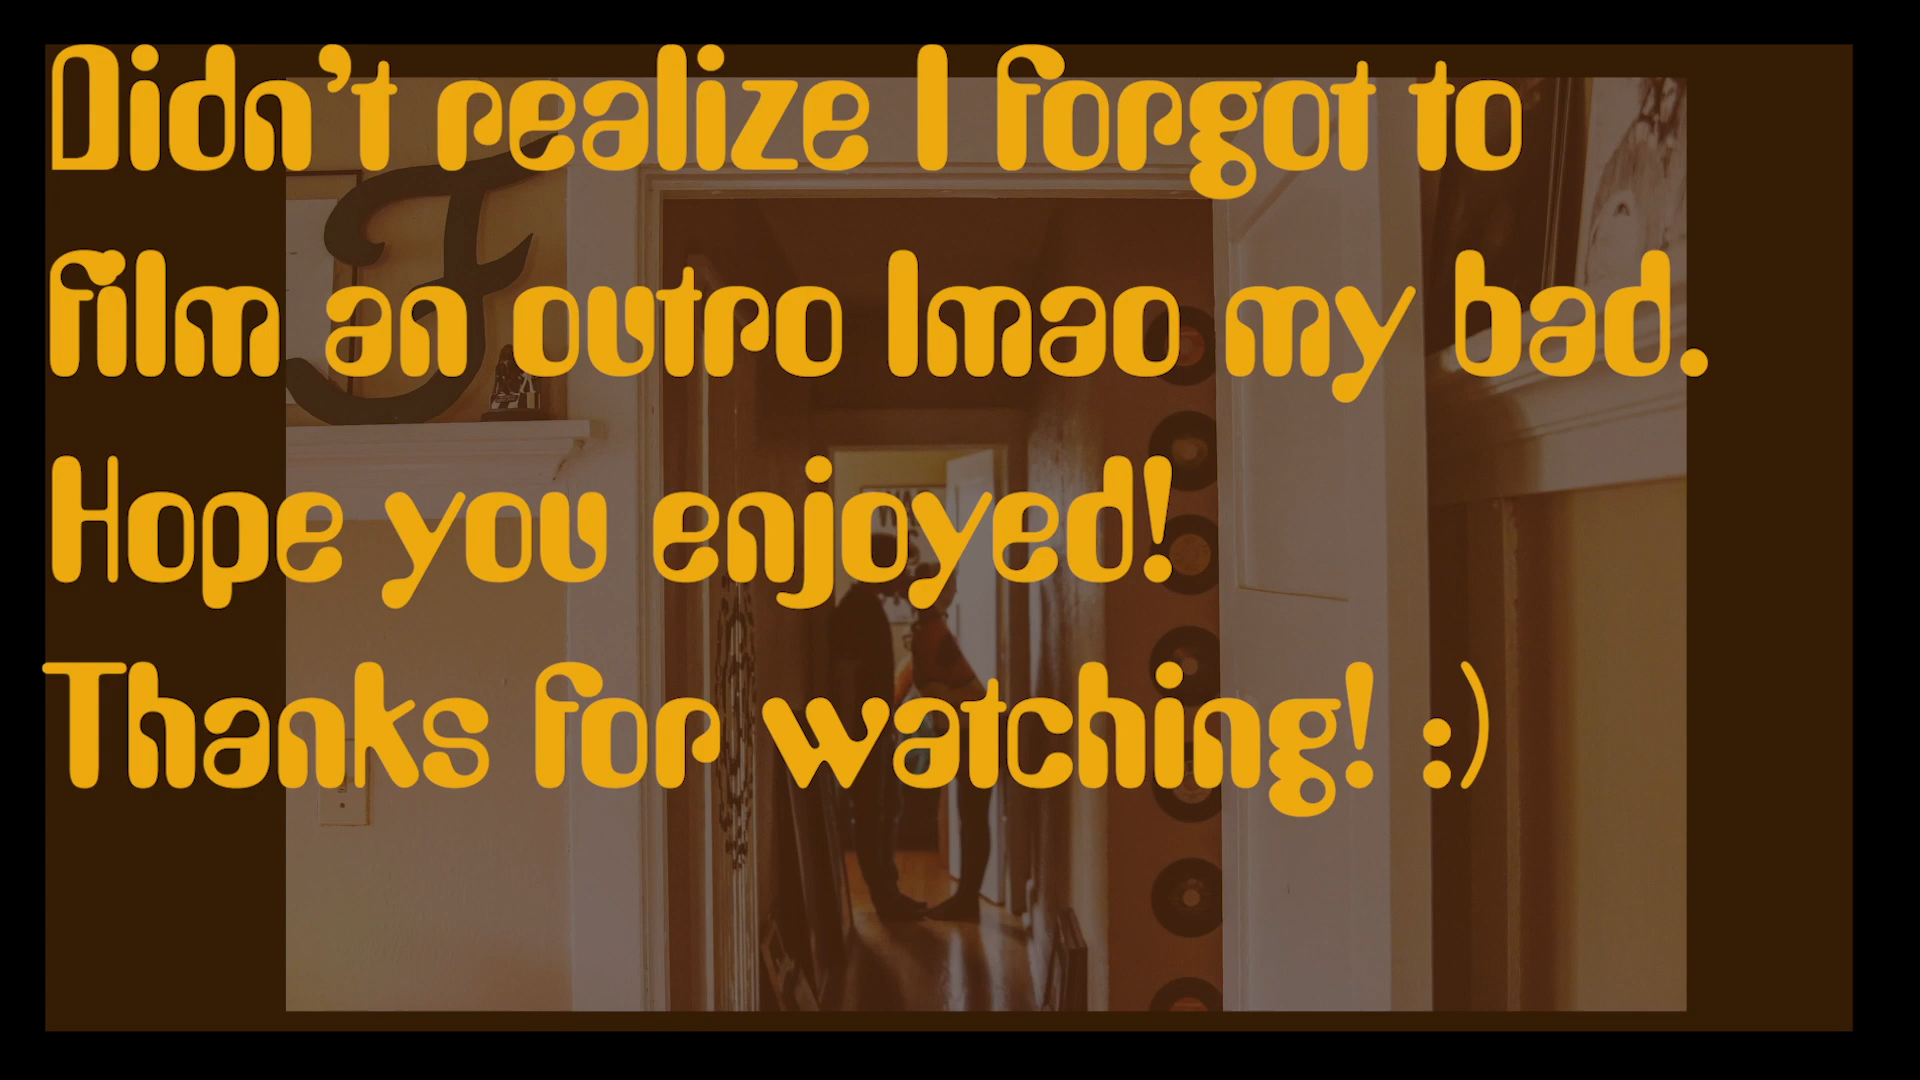 Didn't realize I forgot to
film an outro lmao my bad.
Hope you enjoyed!
Thanks for watching! :)